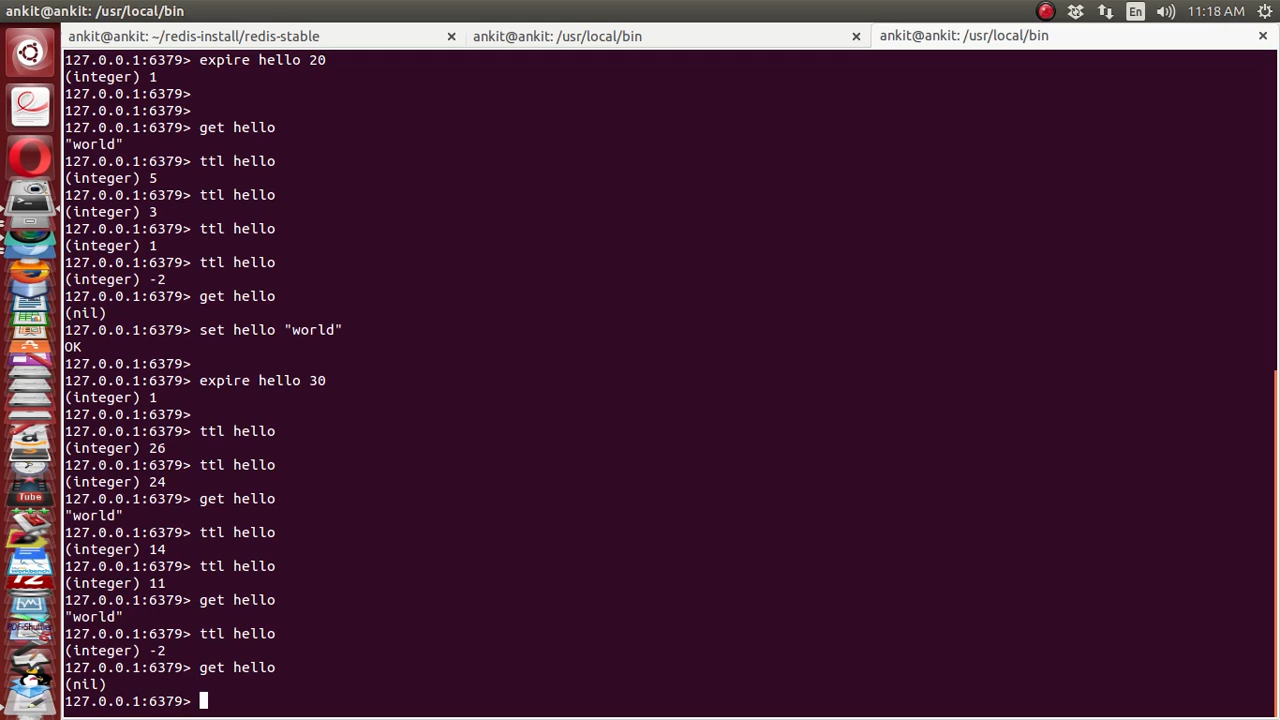 ankit@ankit: /usr/local/bin
En
11:18 AM
ankit@ankit: ~/redis-install/redis-stable
ankit@ankit: /usr/local/bin
ankit@ankit: /usr/local/bin
127.0.0.1:6379> expire hello 20
(integer) 1
127.0.0.1:6379>
127.0.0.1:6379>
127.0.0.1:6379> get hello
"world"
127.0.0.1:6379> ttl hello
(integer) 5
127.0.0.1:6379> ttl hello
(integer) 3
127.0.0.1:6379> ttl hello
(integer) 1
127.0.0.1:6379> ttl hello
(integer) -2
127.0.0.1:6379> get hello
(nil)
127.0.0.1:6379> set hello "world"
OK
127.0.0.1:6379>
127.0.0.1:6379> expire hello 30
(integer) 1
127.0.0.1:6379>
127.0.0.1:6379> ttl hello
(integer) 26
127.0.0.1:6379> ttl hello
(integer) 24
127.0.0.1:6379> get hello
"world"
127.0.0.1:6379> ttl hello
(integer) 14
127.0.0.1:6379> ttl hello
(integer) 11
127.0.0.1:6379> get hello
"world"
127.0.0.1:6379> ttl hello
(integer) -2
127.0.0.1:6379> get hello
(nil)
127.0.0.1:6379>
Tube